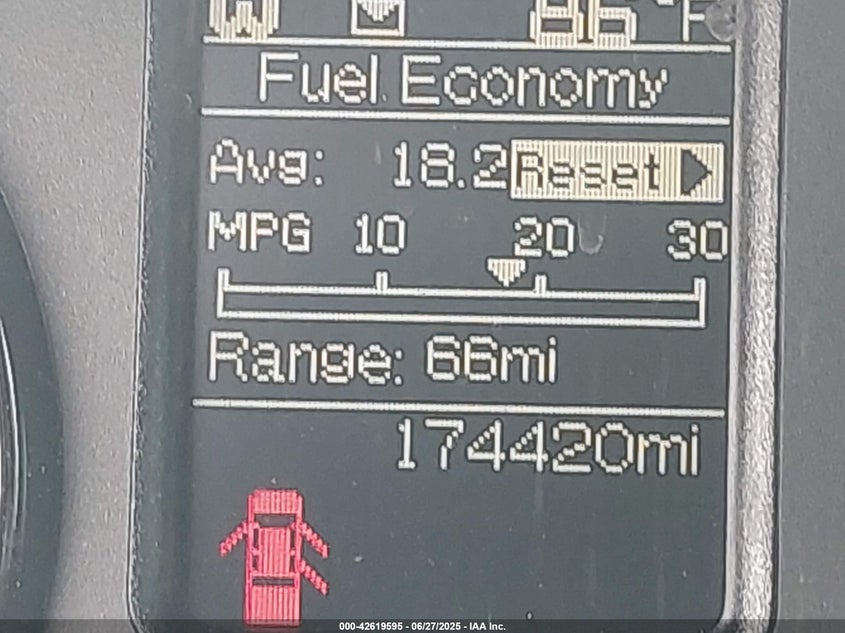 W 86°F
Fuel Economy
Avg: 18.2 Reset
MPG 10 20 30
Range: 66mi
174420mi
000-42619595 - 06/27/2025 - IAA Inc.